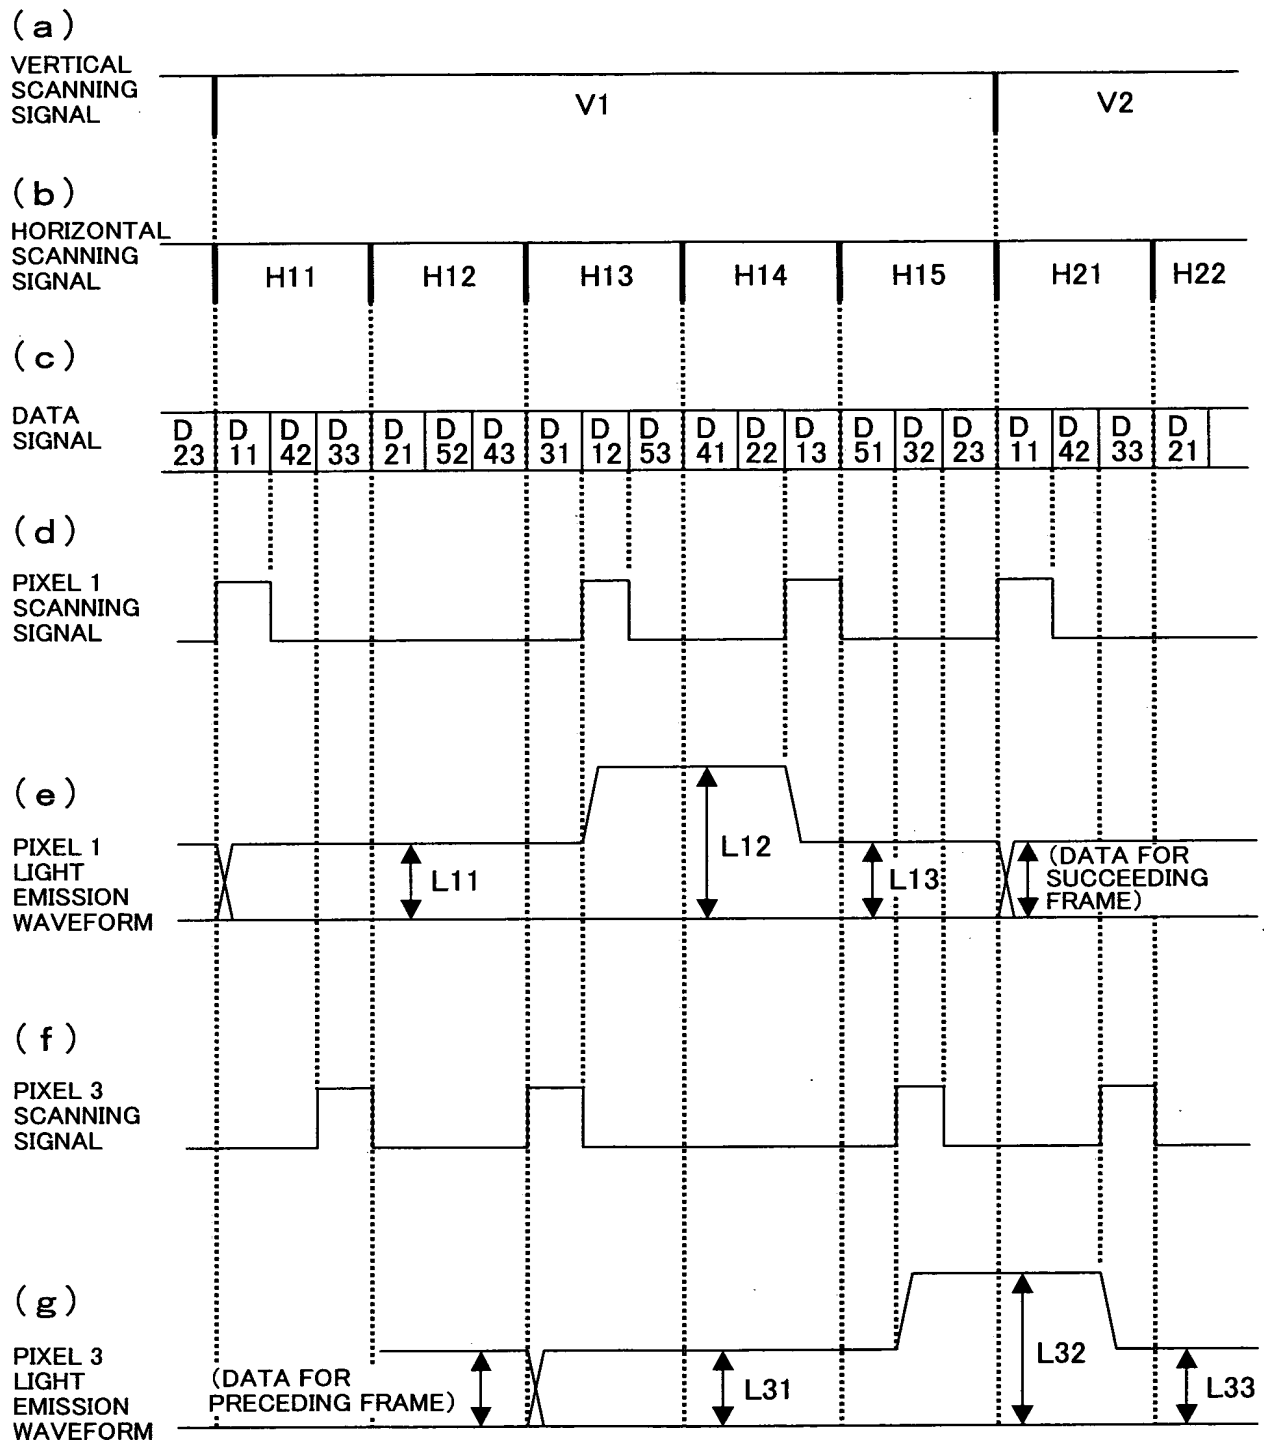 (a)
VERTICAL
SCANNING
SIGNAL
V1
V2
(b)
HORIZONTAL
SCANNING
SIGNAL
H11
H12
H13
H14
H15
H21
H22
(c)
DATA
SIGNAL
D D D D D D D D D D D D D D D D D D D
23 11 42 33 21 52 43 31 12 53 41 22 13 51 32 23 11 42 33 21
(d)
PIXEL 1
SCANNING
SIGNAL
(e)
PIXEL 1
LIGHT
EMISSION
WAVEFORM
L11
L12
L13
(DATA FOR
SUCCEEDING
FRAME)
(f)
PIXEL 3
SCANNING
SIGNAL
(g)
PIXEL 3
LIGHT
EMISSION
WAVEFORM
(DATA FOR
PRECEDING FRAME)
L31
L32
L33